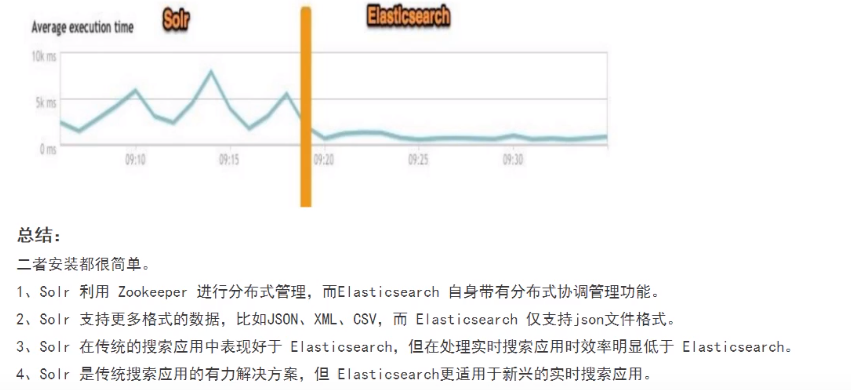 Solr
Elasticsearch
Average execution time
10k ms
5k ms
0 ms
09:10
09:15
09:20
09:25
09:30
总结：
二者安装都很简单。
1、Solr 利用 Zookeeper 进行分布式管理，而Elasticsearch 自身带有分布式协调管理功能。
2、Solr 支持更多格式的数据，比如JSON、XML、CSV，而 Elasticsearch 仅支持json文件格式。
3、Solr 在传统的搜索应用中表现好于 Elasticsearch，但在处理实时搜索应用时效率明显低于 Elasticsearch。
4、Solr 是传统搜索应用的有力解决方案，但 Elasticsearch更适用于新兴的实时搜索应用。